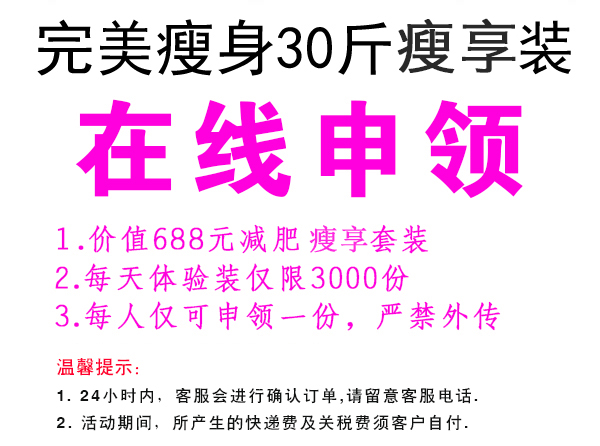 完美瘦身30斤瘦享装
在线申领
1.价值688元减肥 瘦享套装
2.每天体验装仅限3000份
3.每人仅可申领一份，严禁外传
温馨提示:
1. 24小时内，客服会进行确认订单,请留意客服电话.
2. 活动期间，所产生的快递费及关税费须客户自付.